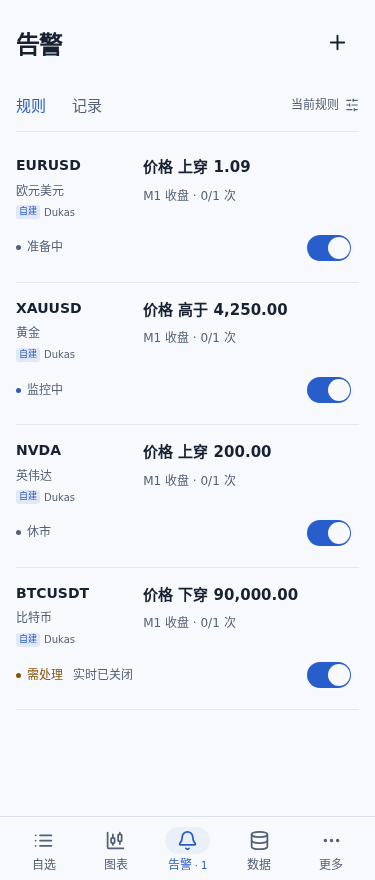 告警
规则 记录 当前规则
EURUSD 价格 上穿 1.09
欧元美元 M1 收盘 · 0/1 次
自建 Dukas
准备中
XAUUSD 价格 高于 4,250.00
黄金 M1 收盘 · 0/1 次
自建 Dukas
监控中
NVDA 价格 上穿 200.00
英伟达 M1 收盘 · 0/1 次
自建 Dukas
休市
BTCUSDT 价格 下穿 90,000.00
比特币 M1 收盘 · 0/1 次
自建 Dukas
需处理 实时已关闭
自选 图表 告警 · 1 数据 更多